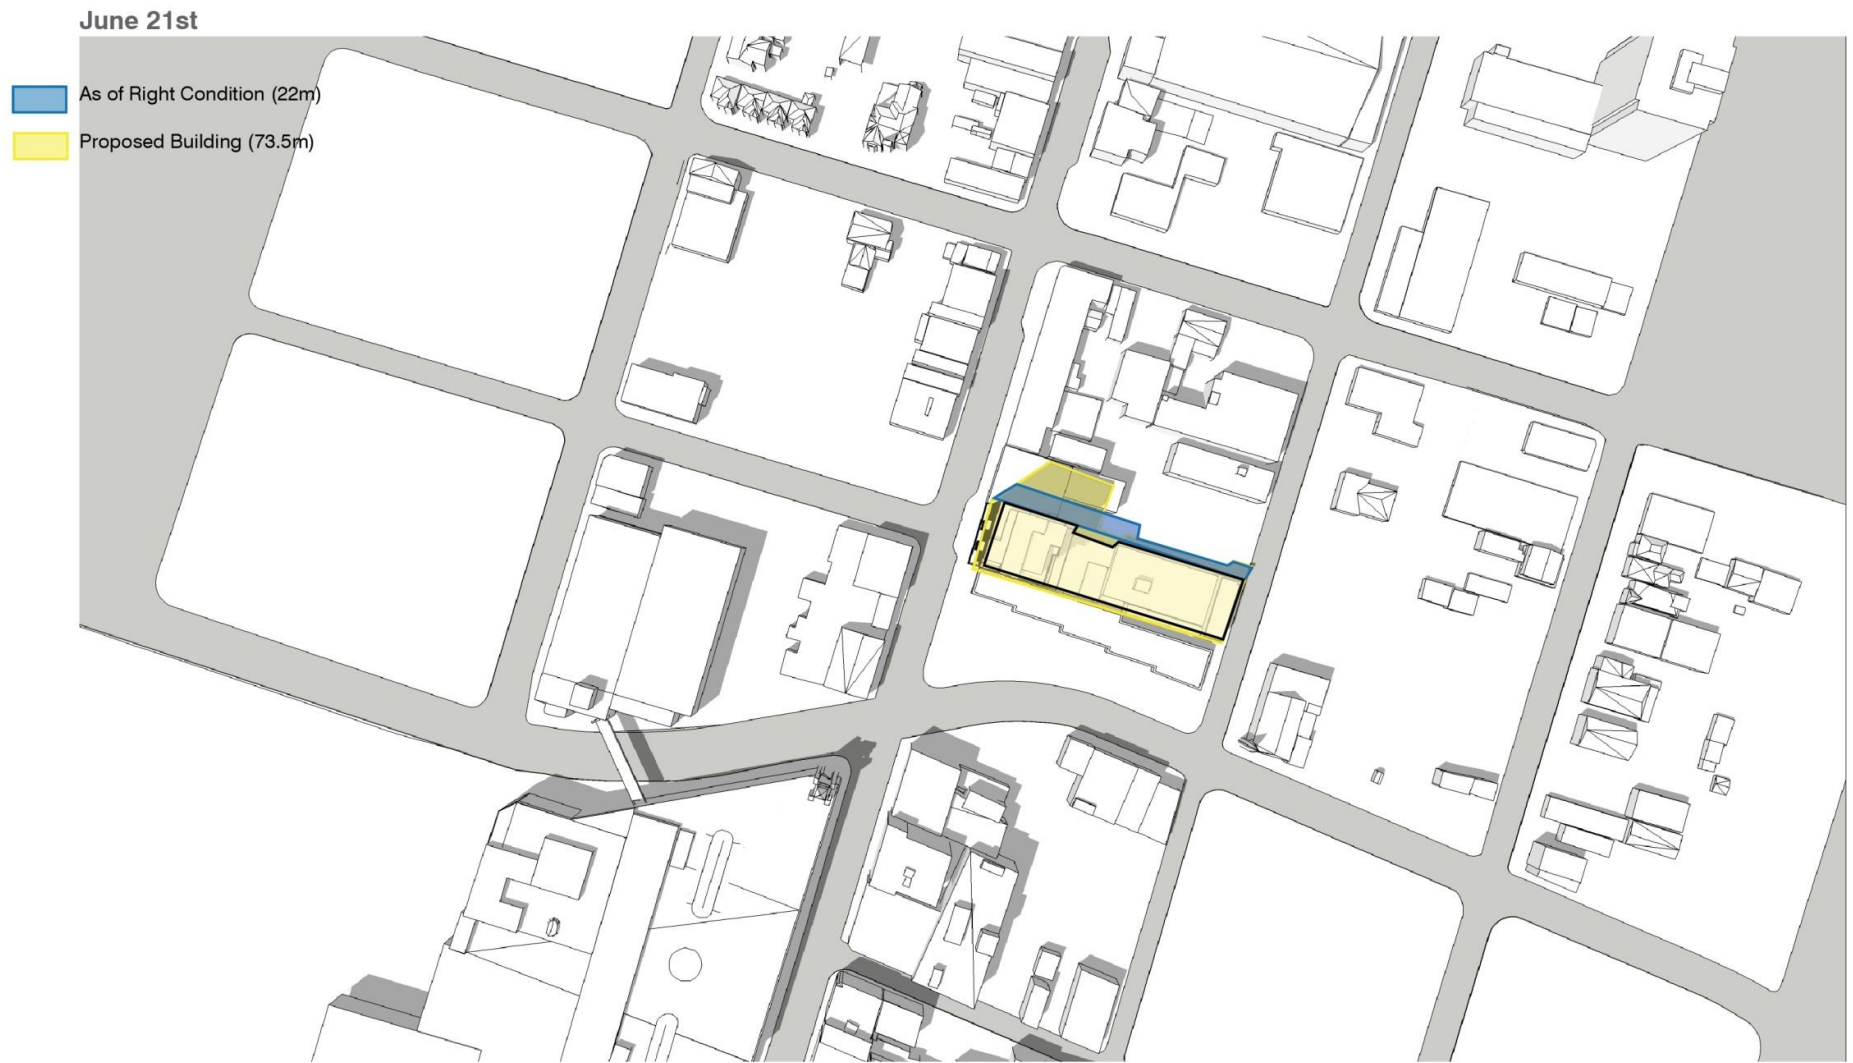 June 21st
As of Right Condition (22m)
Proposed Building (73.5m)